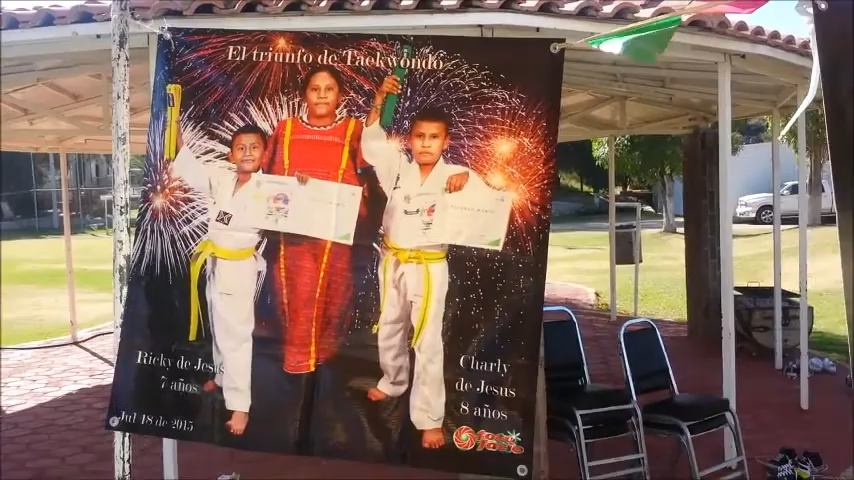 El triunfo de Taekwondo
Ricky de Jesus
7 años
Charly
de Jesus
8 años
Jul 18 de 2015